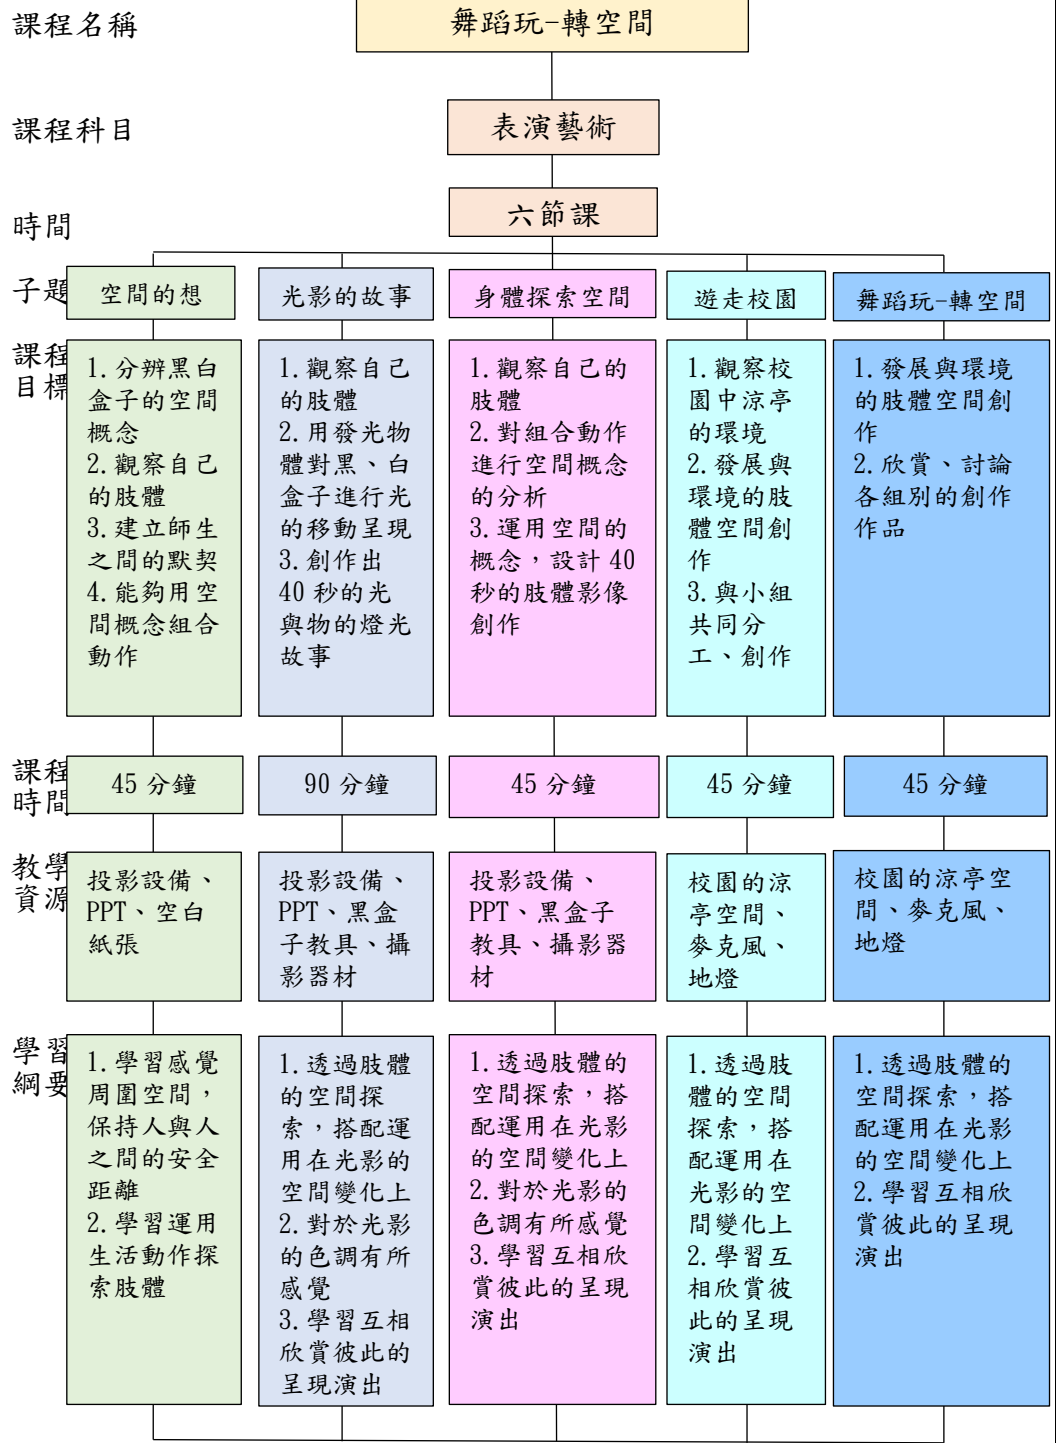 課程名稱
舞蹈玩-轉空間
課程科目
表演藝術
時間
六節課
子題
空間的想
光影的故事
身體探索空間
遊走校園
舞蹈玩-轉空間
課程
目標
1.分辨黑白
盒子的空間
概念
2.觀察自己
的肢體
3.建立師生
之間的默契
4.能夠用空
間概念組合
動作
1.觀察自己
的肢體
2.用發光物
體對黑、白
盒子進行光
的移動呈現
3.創作出
40 秒的光
與物的燈光
故事
1.觀察自己的
肢體
2.對組合動作
進行空間概念
的分析
3.運用空間的
概念，設計 40
秒的肢體影像
創作
1.觀察校
園中涼亭
的環境
2.發展與
環境的肢
體空間創
作
3.與小組
共同分
工、創作
1.發展與環境
的肢體空間創
作
2.欣賞、討論
各組別的創作
作品
課程
時間
45 分鐘
90 分鐘
45 分鐘
45 分鐘
45 分鐘
教學
資源
投影設備、
PPT、空白
紙張
投影設備、
PPT、黑盒
子教具、攝
影器材
投影設備、
PPT、黑盒子
教具、攝影器
材
校園的涼
亭空間、
麥克風、
地燈
校園的涼亭空
間、麥克風、
地燈
學習
綱要
1.學習感覺
周圍空間，
保持人與人
之間的安全
距離
2.學習運用
生活動作探
索肢體
1.透過肢體
的空間探
索，搭配運
用在光影的
空間變化上
2.對於光影
的色調有所
感覺
3.學習互相
欣賞彼此的
呈現演出
1.透過肢體的
空間探索，搭
配運用在光影
的空間變化上
2.對於光影的
色調有所感覺
3.學習互相欣
賞彼此的呈現
演出
1.透過肢
體的空間
探索，搭
配運用在
光影的空
間變化上
2.學習互
相欣賞彼
此的呈現
演出
1.透過肢體的
空間探索，搭
配運用在光影
的空間變化上
2.學習互相欣
賞彼此的呈現
演出